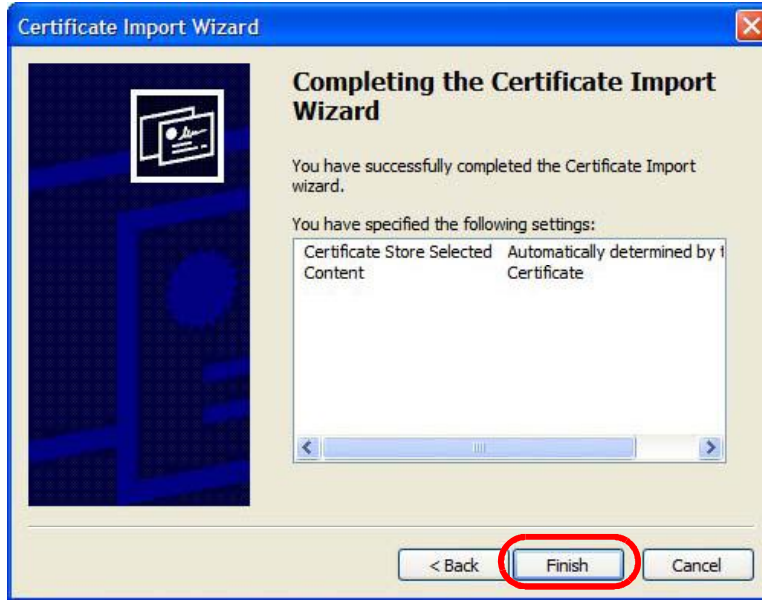 Certificate Import Wizard
Completing the Certificate Import
Wizard
You have successfully completed the Certificate Import
wizard.
You have specified the following settings:
Certificate Store Selected Automatically determined by t
Content Certificate
< Back Finish Cancel